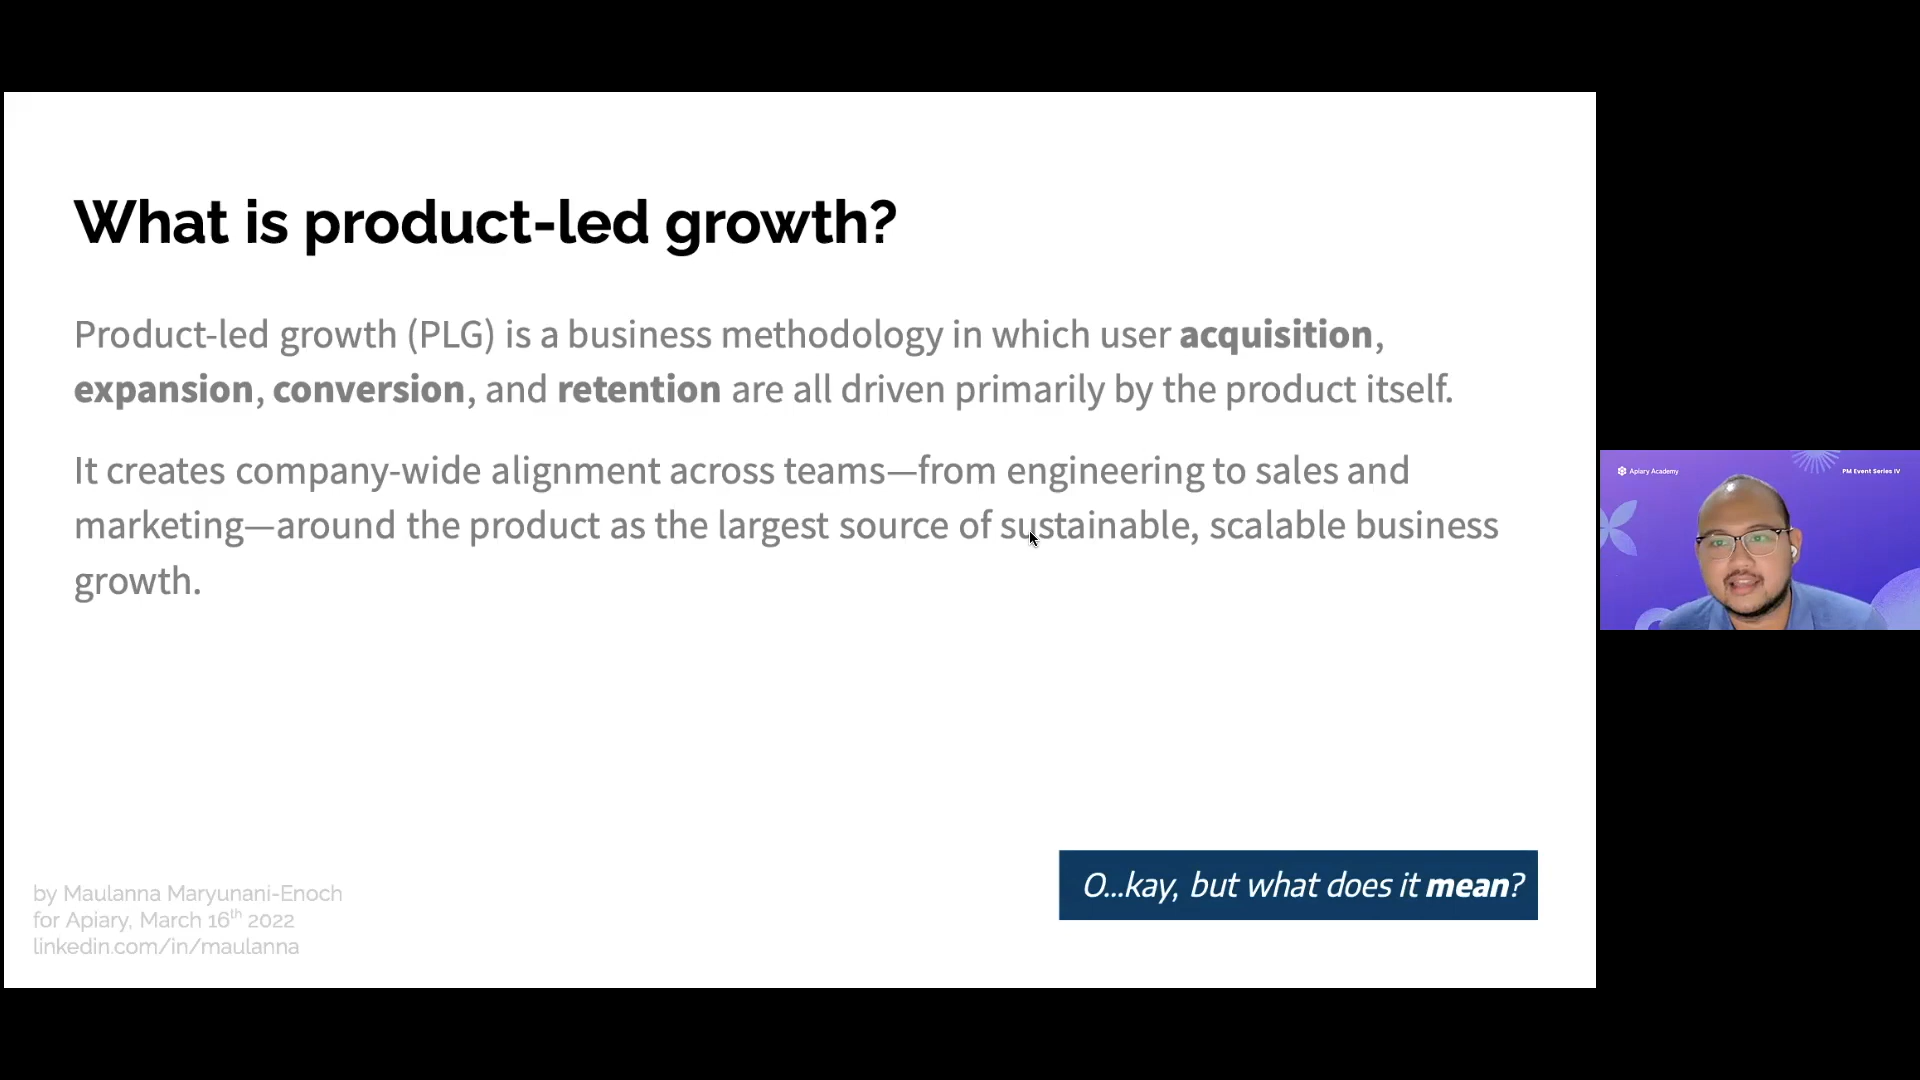 What is product-led growth?
Product-led growth (PLG) is a business methodology in which user acquisition,
expansion, conversion, and retention are all driven primarily by the product itself.
It creates company-wide alignment across teams—from engineering to sales and
marketing—around the product as the largest source of sustainable, scalable business
growth.
O...kay, but what does it mean?
by Maulanna Maryunani-Enoch
for Apiary, March 16th 2022
linkedin.com/in/maulanna
Apiary Academy
PM Event Series IV